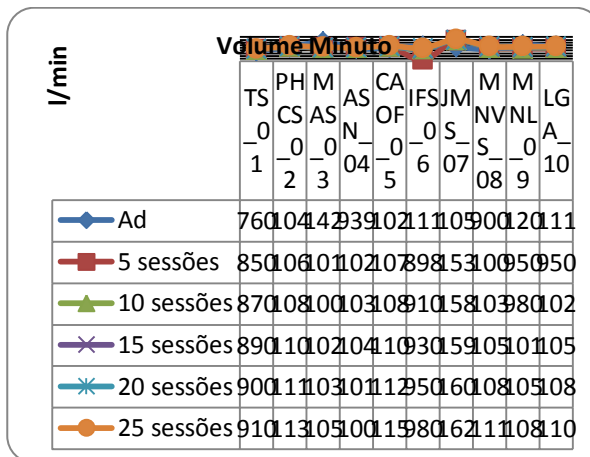 Volume Minuto
l/min
TS_01 PHCS_02 MAS_03 ASN_04 CAOF_05 IFS_06 JMS_07 MNVS_08 MNL_09 LGA_10
Ad 760 104 142 939 102 111 105 900 120 111
5 sessões 850 106 101 102 107 898 153 100 950 950
10 sessões 870 108 100 103 108 910 158 103 980 102
15 sessões 890 110 102 104 110 930 159 105 101 105
20 sessões 900 111 103 101 112 950 160 108 105 108
25 sessões 910 113 105 100 115 980 162 111 108 110